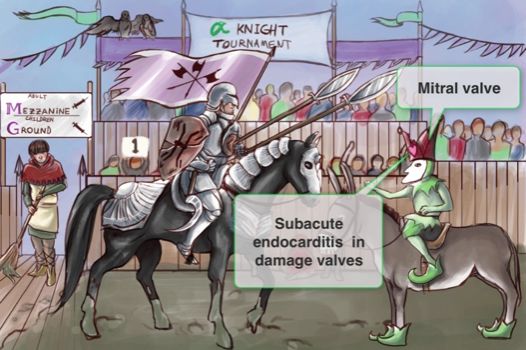 α KNIGHT
TOURNAMENT
Mitral valve
ADULT
MEZZANINE
CHILDREN
GROUND
1
Subacute
endocarditis in
damage valves